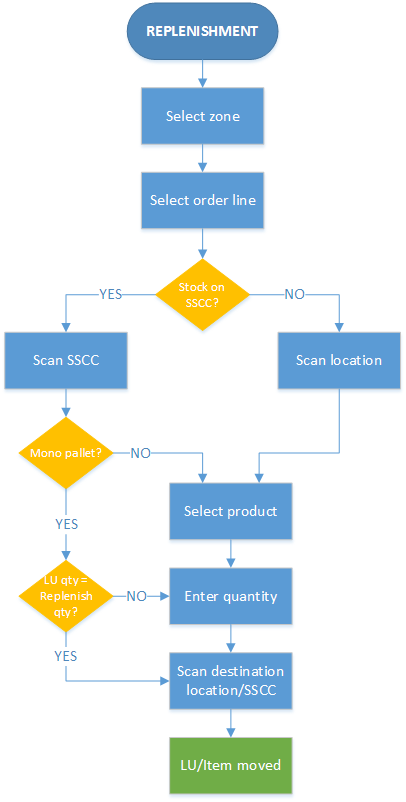 REPLENISHMENT
Select zone
Select order line
Stock on
SSCC?
YES
NO
Scan SSCC
Scan location
Mono pallet?
NO
Select product
YES
LU qty =
Replenish
qty?
NO
Enter quantity
YES
Scan destination
location/SSCC
LU/Item moved